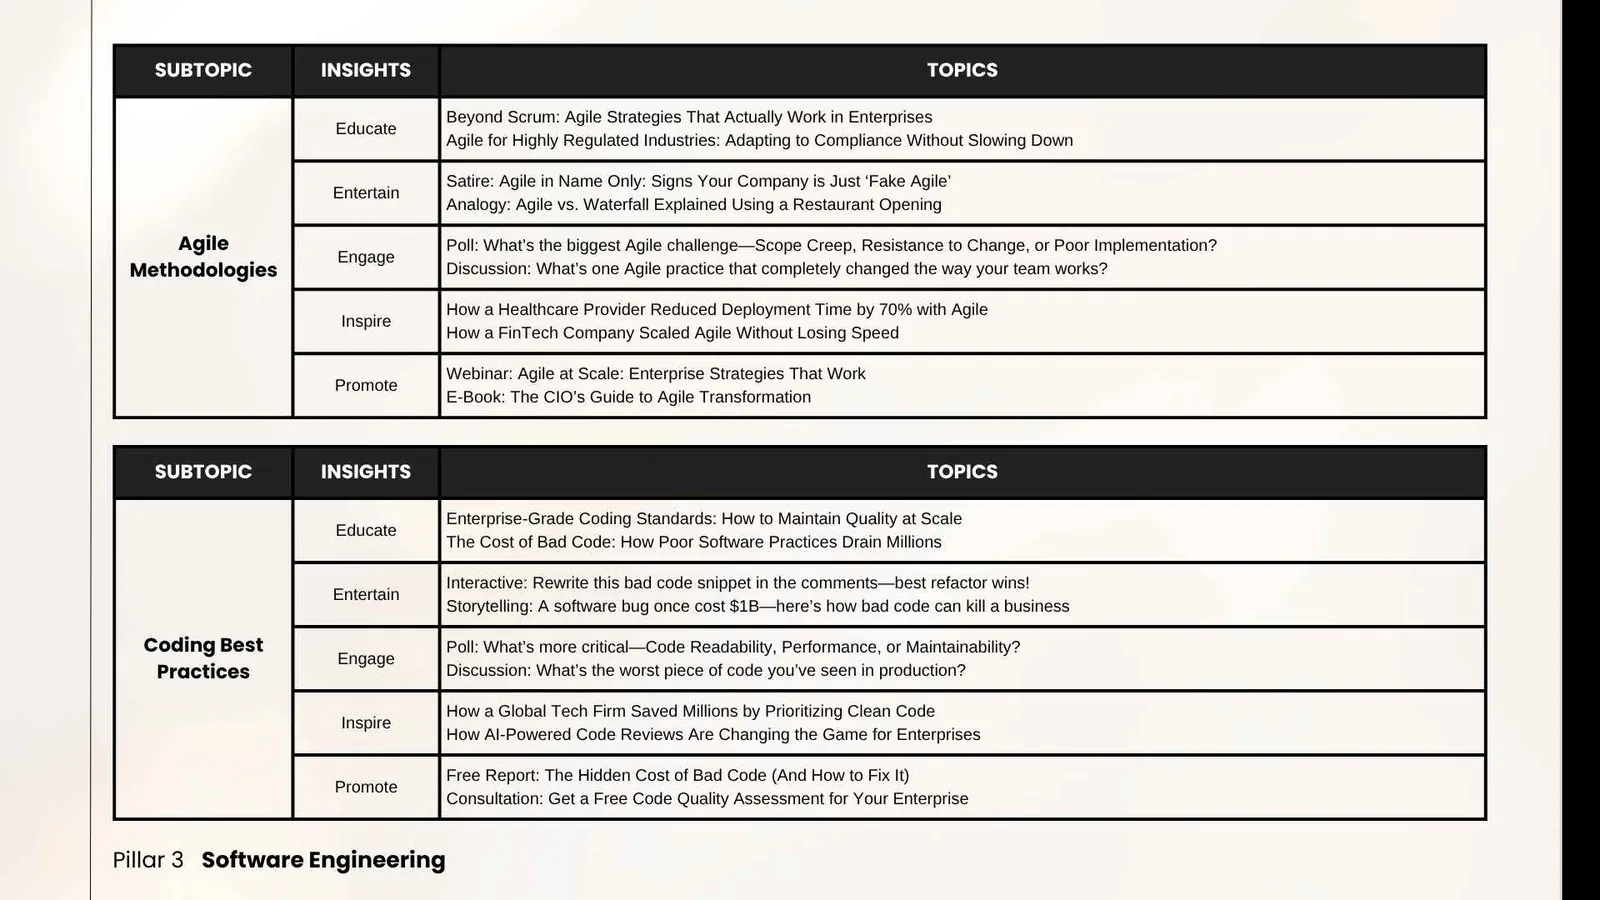 SUBTOPIC INSIGHTS TOPICS
Agile
Methodologies
Educate
Beyond Scrum: Agile Strategies That Actually Work in Enterprises
Agile for Highly Regulated Industries: Adapting to Compliance Without Slowing Down
Entertain
Satire: Agile in Name Only: Signs Your Company is Just ‘Fake Agile’
Analogy: Agile vs. Waterfall Explained Using a Restaurant Opening
Engage
Poll: What’s the biggest Agile challenge—Scope Creep, Resistance to Change, or Poor Implementation?
Discussion: What’s one Agile practice that completely changed the way your team works?
Inspire
How a Healthcare Provider Reduced Deployment Time by 70% with Agile
How a FinTech Company Scaled Agile Without Losing Speed
Promote
Webinar: Agile at Scale: Enterprise Strategies That Work
E-Book: The CIO’s Guide to Agile Transformation
SUBTOPIC INSIGHTS TOPICS
Coding Best
Practices
Educate
Enterprise-Grade Coding Standards: How to Maintain Quality at Scale
The Cost of Bad Code: How Poor Software Practices Drain Millions
Entertain
Interactive: Rewrite this bad code snippet in the comments—best refactor wins!
Storytelling: A software bug once cost $1B—here’s how bad code can kill a business
Engage
Poll: What’s more critical—Code Readability, Performance, or Maintainability?
Discussion: What’s the worst piece of code you’ve seen in production?
Inspire
How a Global Tech Firm Saved Millions by Prioritizing Clean Code
How AI-Powered Code Reviews Are Changing the Game for Enterprises
Promote
Free Report: The Hidden Cost of Bad Code (And How to Fix It)
Consultation: Get a Free Code Quality Assessment for Your Enterprise
Pillar 3 Software Engineering